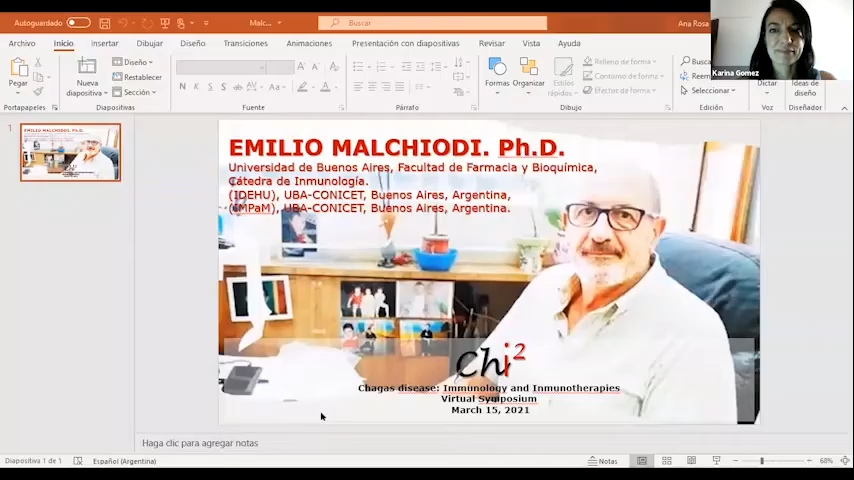 Autoguardado
Malc...
Buscar
Ana Rosa
Archivo
Inicio
Insertar
Dibujar
Diseño
Transiciones
Animaciones
Presentación con diapositivas
Revisar
Vista
Ayuda
Karina Gomez
Pegar
Nueva
diapositiva
Diseño
Restablecer
Sección
N K S
Formas
Organizar
Estilos
rápidos
Relleno de forma
Contorno de forma
Efectos de forma
Reem
Seleccionar
Dictar
Ideas de
diseño
Portapapeles
Diapositivas
Fuente
Párrafo
Dibujo
Edición
Voz
Diseñador
1
EMILIO MALCHIODI. Ph.D.
Universidad de Buenos Aires, Facultad de Farmacia y Bioquímica,
Cátedra de Inmunología.
(IDEHU), UBA-CONICET, Buenos Aires, Argentina,
(IMPaM), UBA-CONICET, Buenos Aires, Argentina.
Chi2
Chagas disease: Immunology and Inmunotherapies
Virtual Symposium
March 15, 2021
Haga clic para agregar notas
Diapositiva 1 de 1
Español (Argentina)
Notas
68%